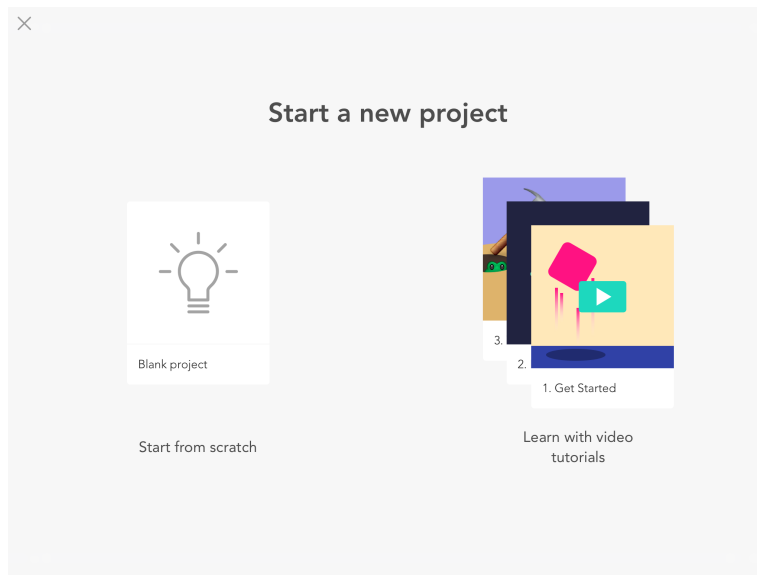 Start a new project
Blank project
3.
2.
1. Get Started
Start from scratch
Learn with video
tutorials